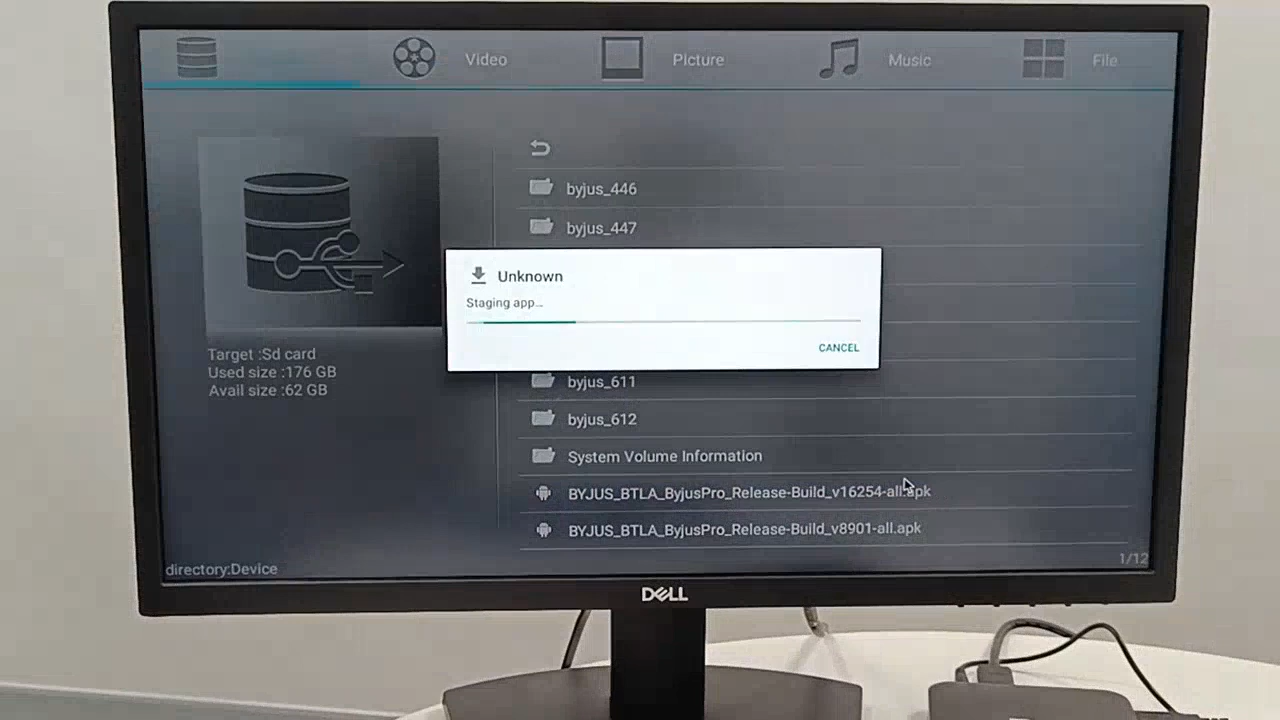 Video
PIcture
Music
File
byjus_446
byjus_447
Unknown
Staging app...
CANCEL
Target :Sd card
Used size :176 GB
Avail size :62 GB
byjus_611
byjus_612
System Volume Information
BYJUS_BTLA_ByjusPro_Release-Build_v16254-all.apk
BYJUS_BTLA_ByjusPro_Release-Build_v8901-all.apk
directory:Device
1/12
DELL